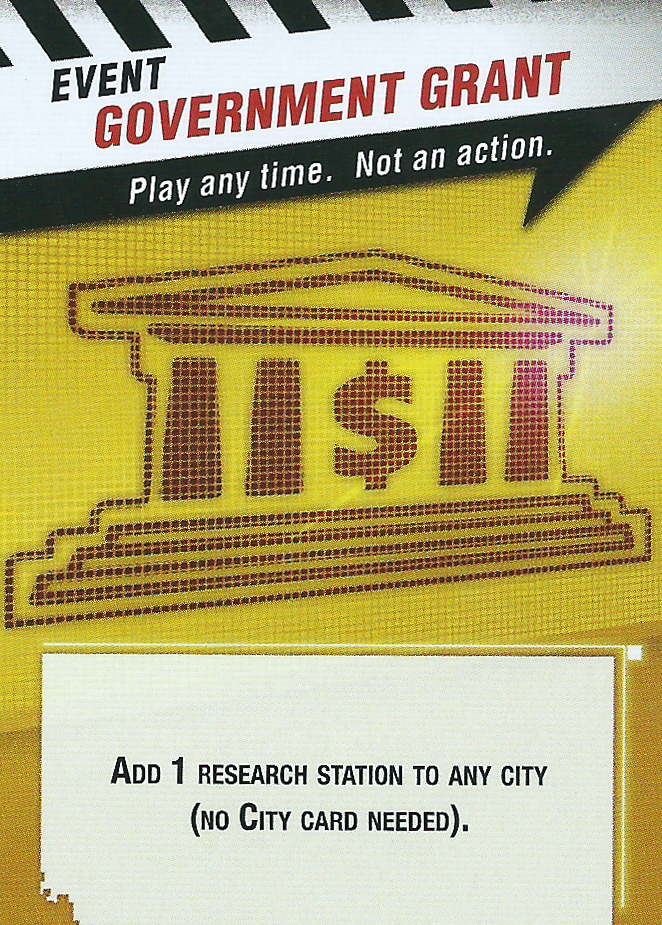 EVENT
GOVERNMENT GRANT
Play any time. Not an action.
$
ADD 1 RESEARCH STATION TO ANY CITY
(NO CITY CARD NEEDED).